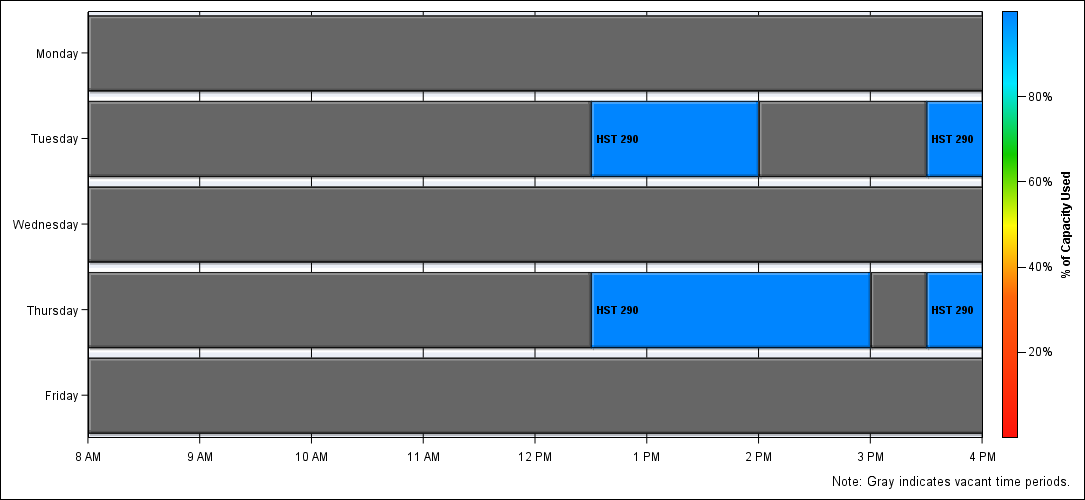 Monday
Tuesday
HST 290
HST 290
Wednesday
Thursday
HST 290
HST 290
Friday
8 AM
9 AM
10 AM
11 AM
12 PM
1 PM
2 PM
3 PM
4 PM
80%
60%
40%
20%
% of Capacity Used
Note: Gray indicates vacant time periods.